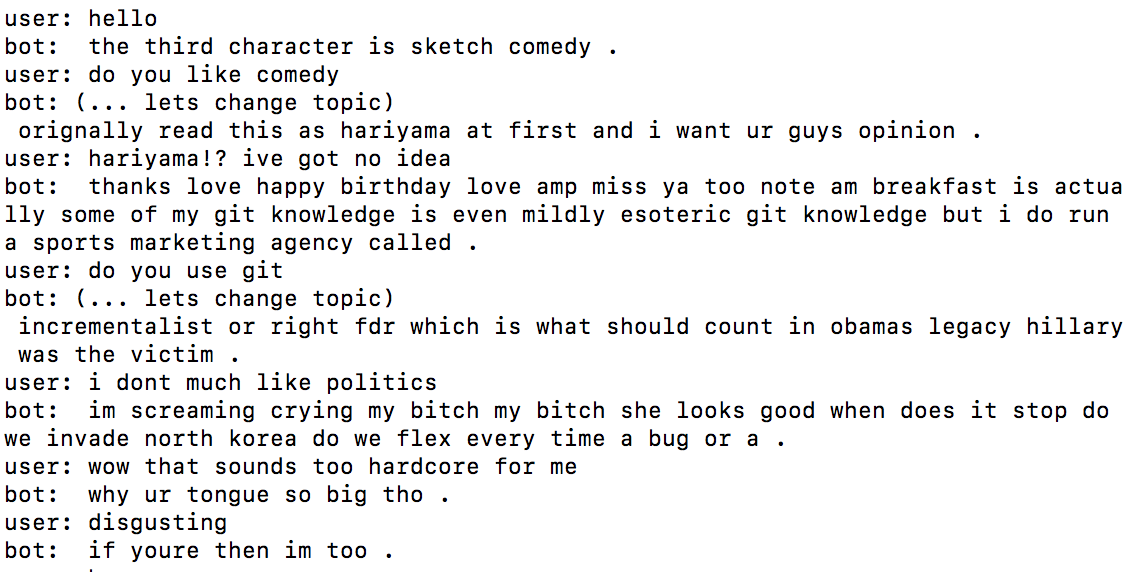 user: hello
bot:  the third character is sketch comedy .
user: do you like comedy
bot: (... lets change topic)
 orignally read this as hariyama at first and i want ur guys opinion .
user: hariyama!? ive got no idea
bot:  thanks love happy birthday love amp miss ya too note am breakfast is actua
lly some of my git knowledge is even mildly esoteric git knowledge but i do run
a sports marketing agency called .
user: do you use git
bot: (... lets change topic)
 incrementalist or right fdr which is what should count in obamas legacy hillary
 was the victim .
user: i dont much like politics
bot:  im screaming crying my bitch my bitch she looks good when does it stop do
we invade north korea do we flex every time a bug or a .
user: wow that sounds too hardcore for me
bot:  why ur tongue so big tho .
user: disgusting
bot:  if youre then im too .